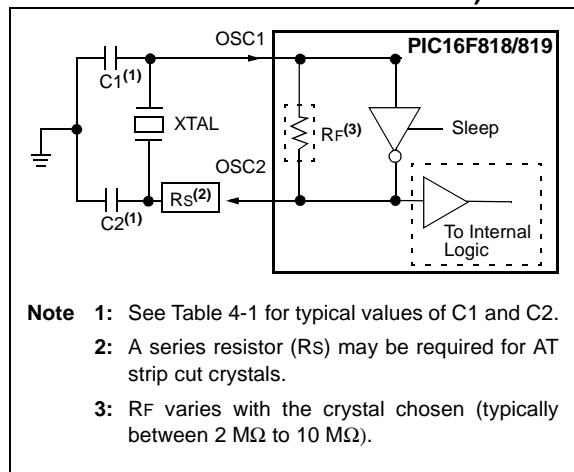 OSC1
PIC16F818/819
C1(1)
XTAL
RF(3)
Sleep
OSC2
RS(2)
C2(1)
To Internal
Logic
Note 1: See Table 4-1 for typical values of C1 and C2.
2: A series resistor (RS) may be required for AT
strip cut crystals.
3: RF varies with the crystal chosen (typically
between 2 MΩ to 10 MΩ).